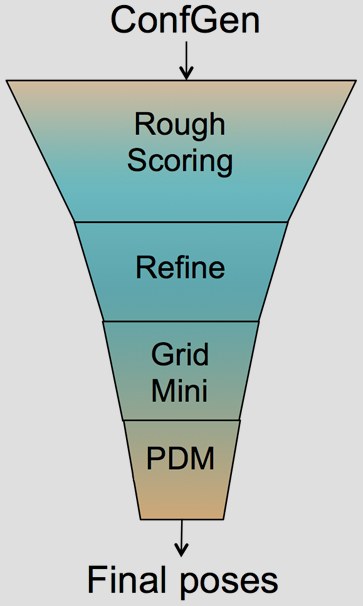 ConfGen
Rough
Scoring
Refine
Grid
Mini
PDM
Final poses